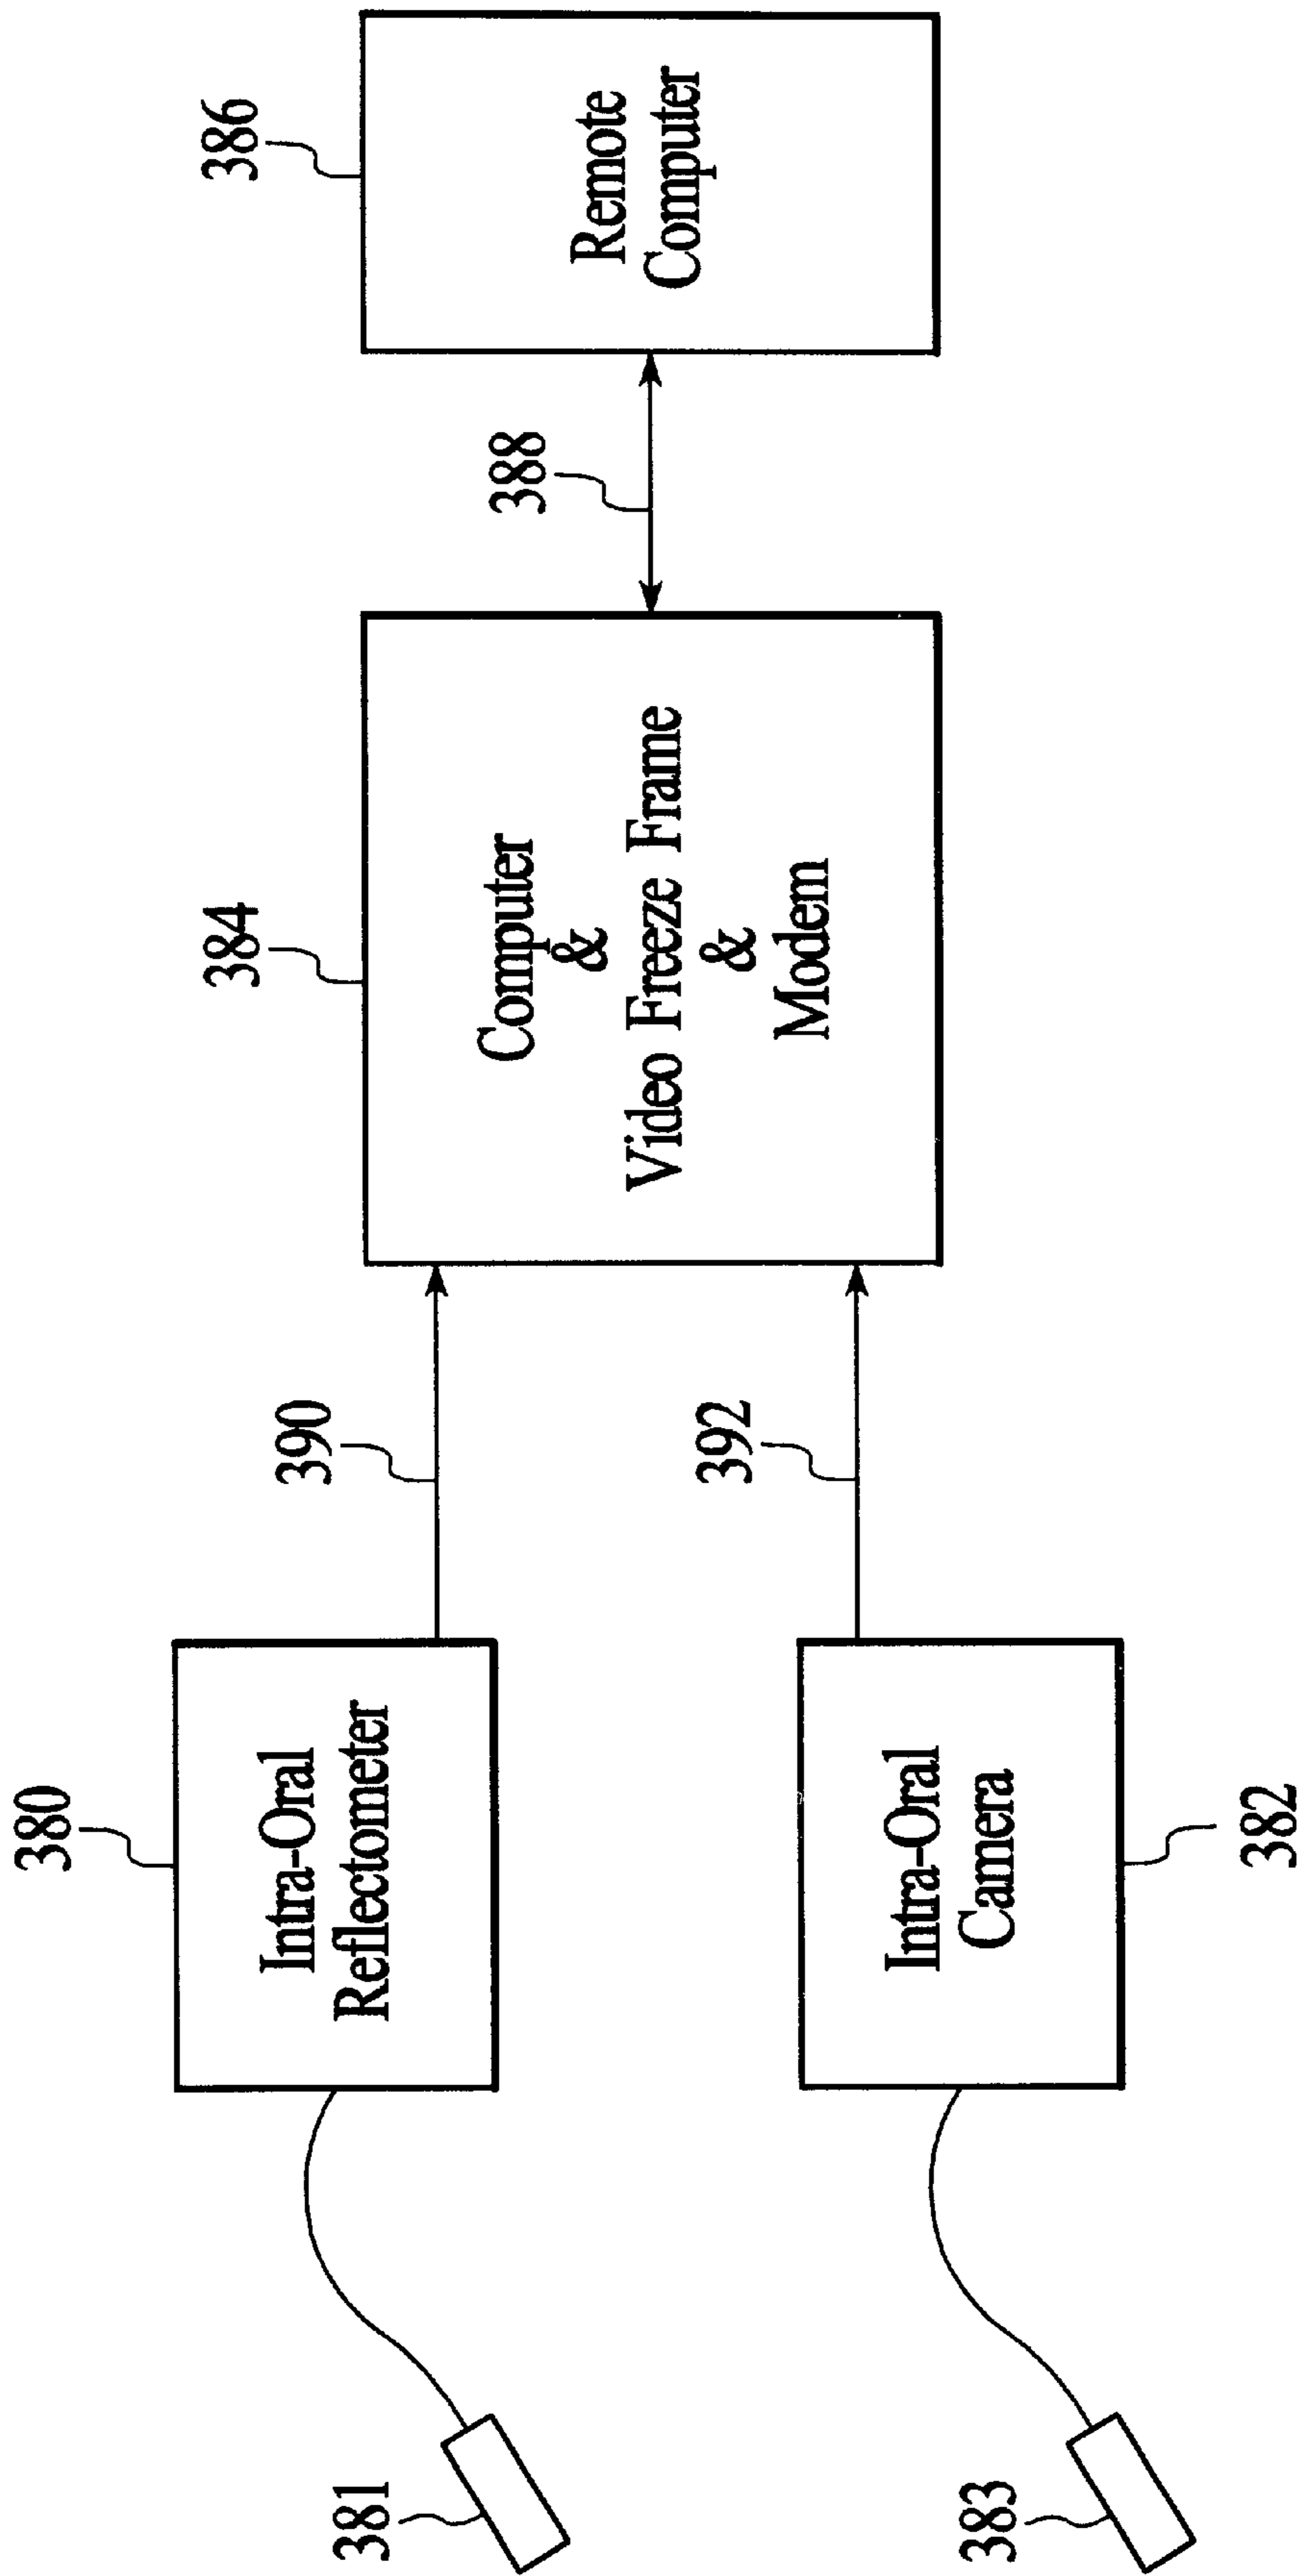 380
Intra-Oral
Reflectometer
381
390
384
Computer
&
Video Freeze Frame
&
Modem
388
386
Remote
Computer
392
Intra-Oral
Camera
382
383